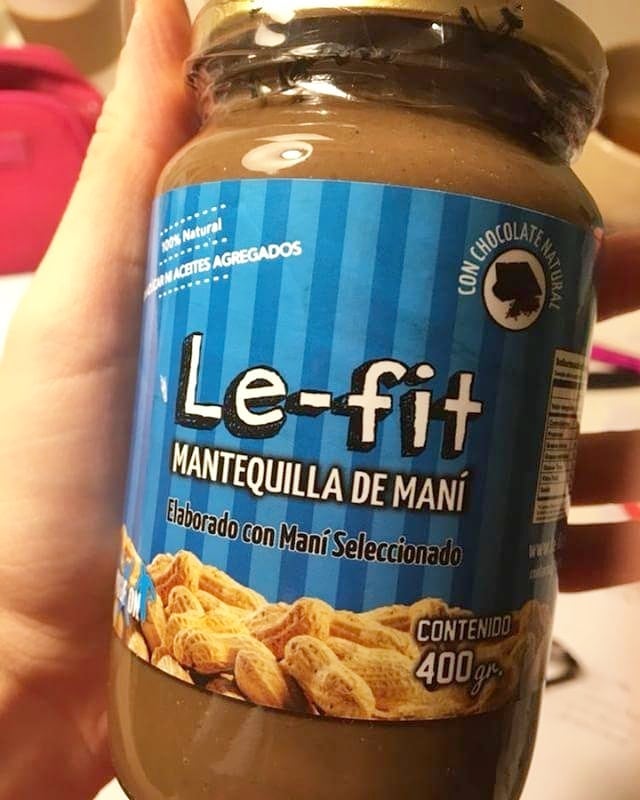 100% Natural
NI ACEITES AGREGADOS
CON CHOCOLATE NATURAL
Le-fit
MANTEQUILLA DE MANÍ
Elaborado con Maní Seleccionado
CONTENIDO
400 gr.